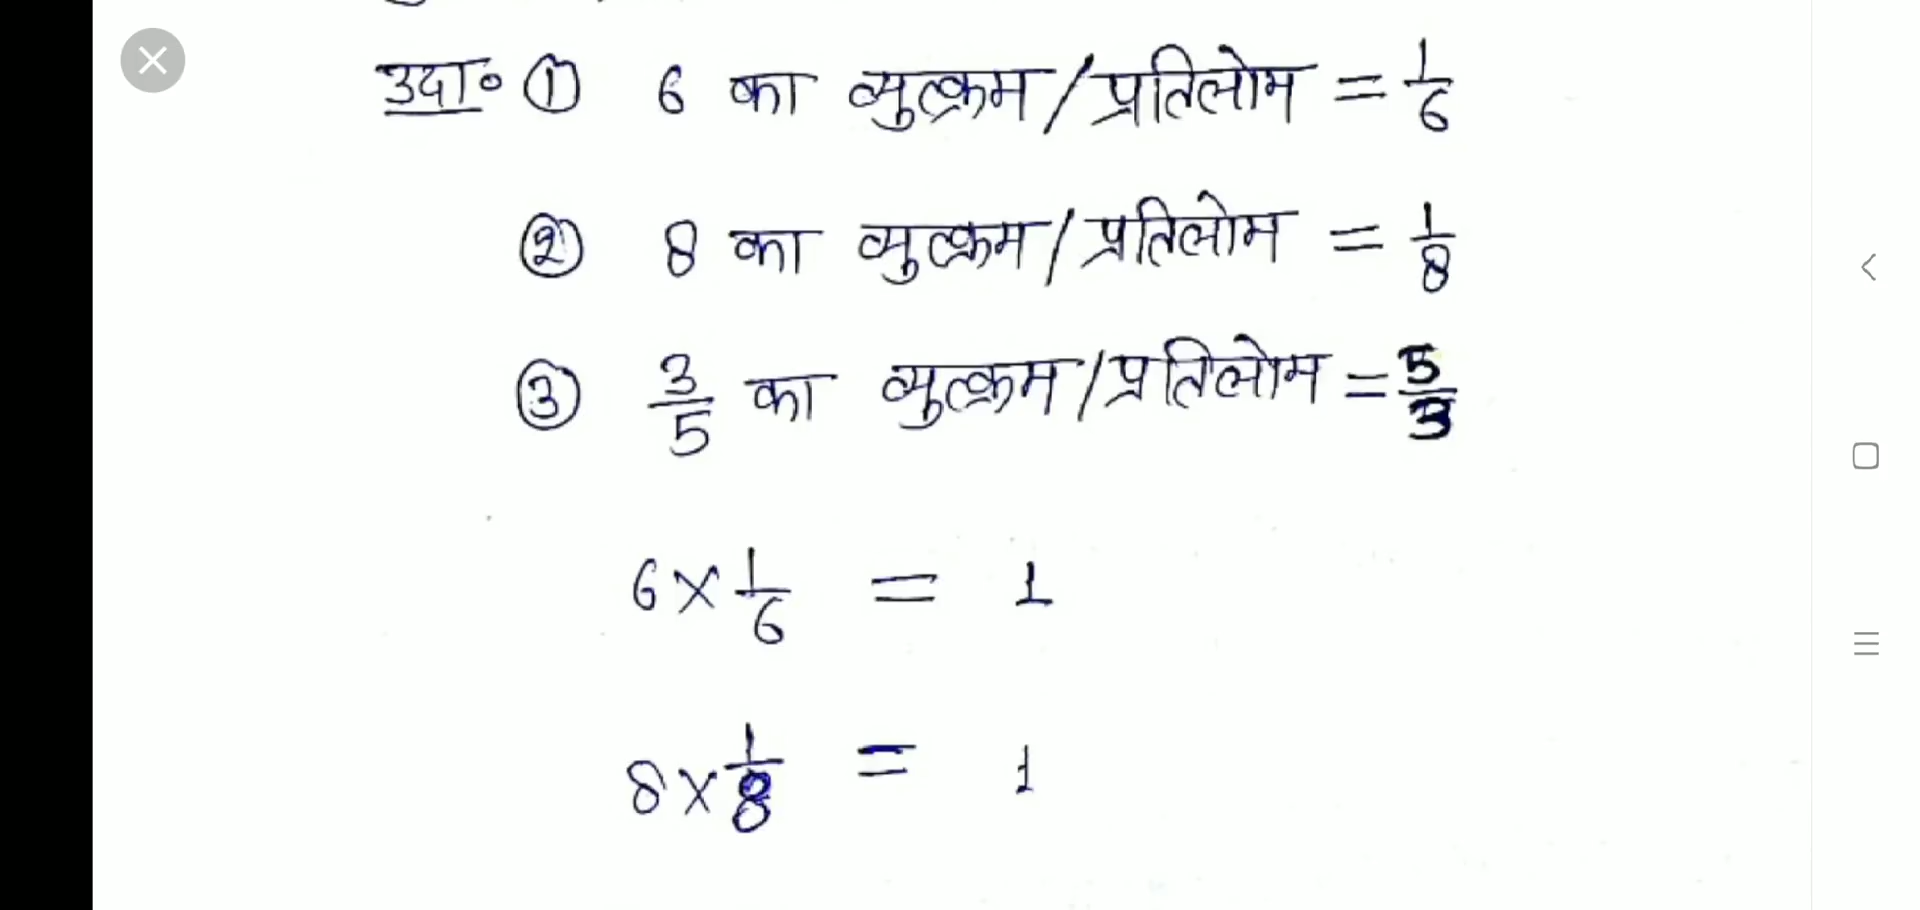 उदा० ① 6 का व्युत्क्रम/प्रतिलोम = 1/6
② 8 का व्युत्क्रम/प्रतिलोम = 1/8
③ 3/5 का व्युत्क्रम/प्रतिलोम = 5/3
6 × 1/6 = 1
8 × 1/8 = 1